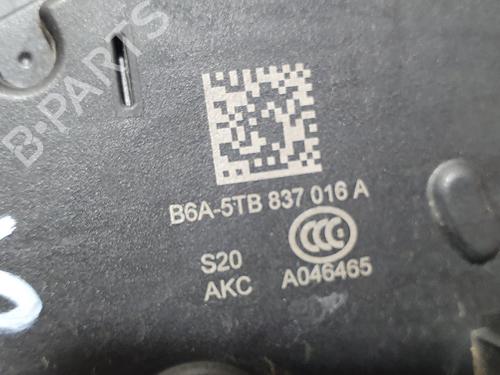 B-PARTS
B6A-5TB 837 016 A
S20
CCC
AKC
A046465